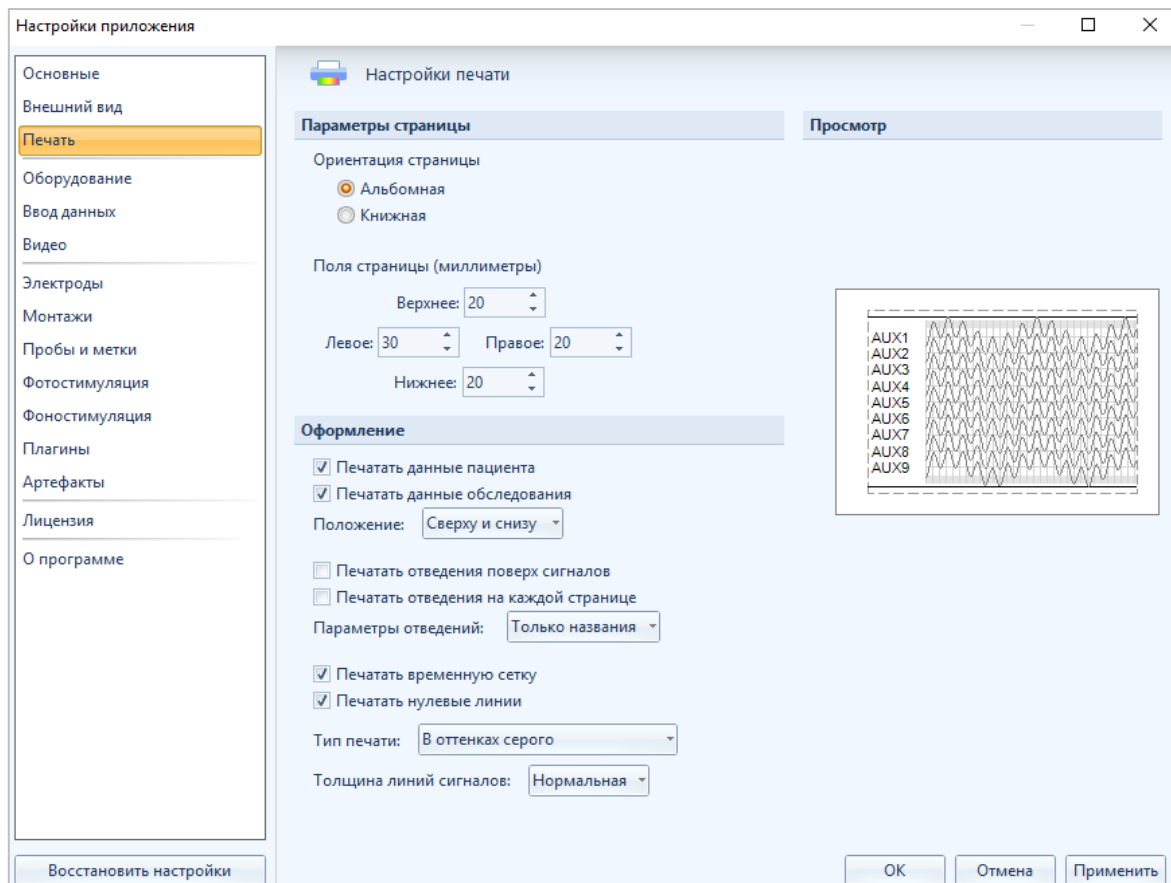 Настройки приложения
Основные
Внешний вид
Печать
Оборудование
Ввод данных
Видео
Электроды
Монтажи
Пробы и метки
Фотостимуляция
Фоностимуляция
Плагины
Артефакты
Лицензия
О программе
Восстановить настройки
Настройки печати
Параметры страницы
Ориентация страницы
Альбомная
Книжная
Поля страницы (миллиметры)
Верхнее: 20
Левое: 30 Правое: 20
Нижнее: 20
Оформление
Печатать данные пациента
Печатать данные обследования
Положение: Сверху и снизу
Печатать отведения поверх сигналов
Печатать отведения на каждой странице
Параметры отведений: Только названия
Печатать временную сетку
Печатать нулевые линии
Тип печати: В оттенках серого
Толщина линий сигналов: Нормальная
Просмотр
AUX1
AUX2
AUX3
AUX4
AUX5
AUX6
AUX7
AUX8
AUX9
ОК Отмена Применить